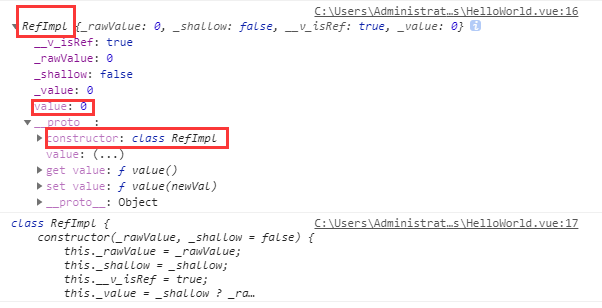 C:\Users\Administrat…s\HelloWorld.vue:16
▼ RefImpl {_rawValue: 0, _shallow: false, __v_isRef: true, _value: 0} i
__v_isRef: true
_rawValue: 0
_shallow: false
_value: 0
value: 0
▼ __proto__:
▶ constructor: class RefImpl
value: (...)
▶ get value: ƒ value()
▶ set value: ƒ value(newVal)
▶ __proto__: Object
class RefImpl { C:\Users\Administrat…s\HelloWorld.vue:17
constructor(_rawValue, _shallow = false) {
this._rawValue = _rawValue;
this._shallow = _shallow;
this.__v_isRef = true;
this._value = _shallow ? _ra…